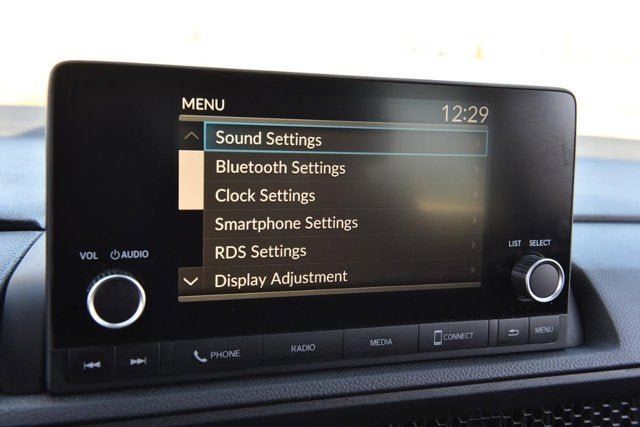 MENU
12:29
Sound Settings
Bluetooth Settings
Clock Settings
Smartphone Settings
RDS Settings
Display Adjustment
VOL AUDIO
LIST SELECT
PHONE
RADIO
MEDIA
CONNECT
MENU